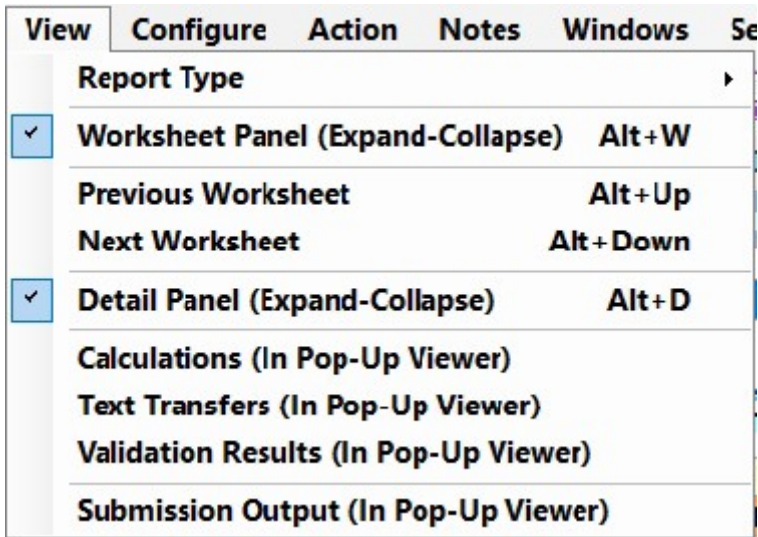 View Configure Action Notes Windows Se
Report Type
Worksheet Panel (Expand-Collapse) Alt+W
Previous Worksheet Alt+Up
Next Worksheet Alt+Down
Detail Panel (Expand-Collapse) Alt+D
Calculations (In Pop-Up Viewer)
Text Transfers (In Pop-Up Viewer)
Validation Results (In Pop-Up Viewer)
Submission Output (In Pop-Up Viewer)